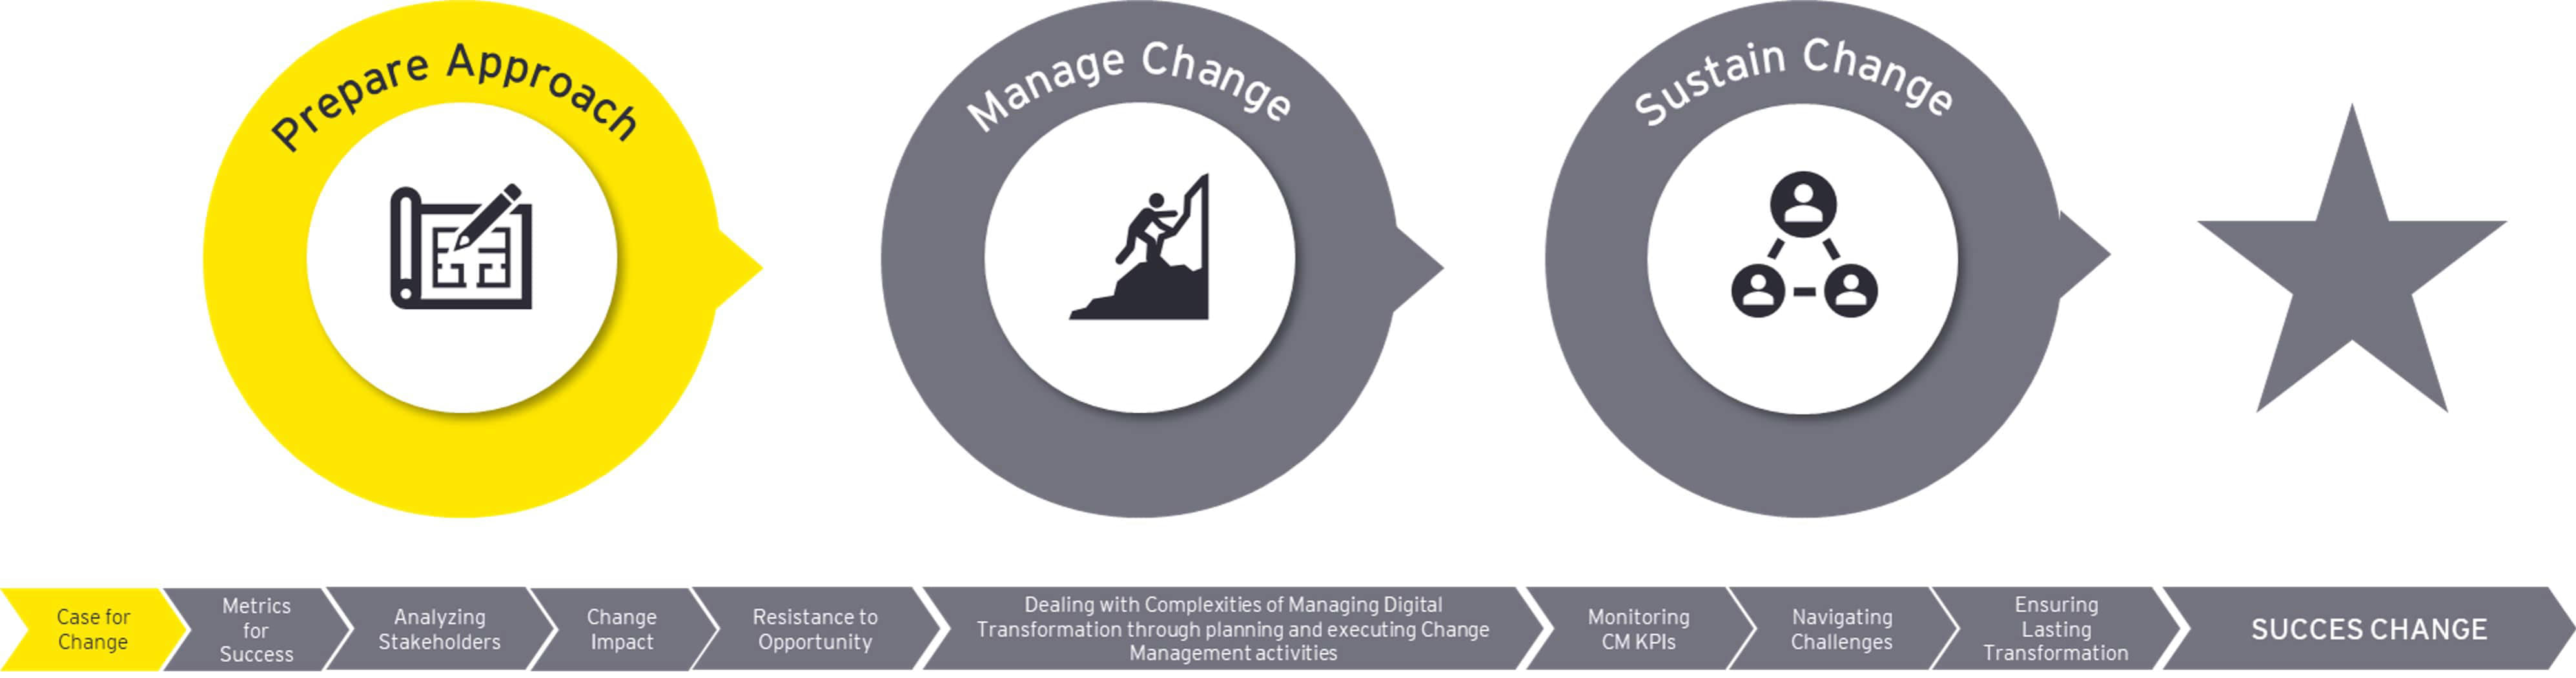 Prepare Approach
Manage Change
Sustain Change
Case for
Change
Metrics
for
Success
Analyzing
Stakeholders
Change
Impact
Resistance to
Opportunity
Dealing with Complexities of Managing Digital
Transformation through planning and executing Change
Management activities
Monitoring
CM KPIs
Navigating
Challenges
Ensuring
Lasting
Transformation
SUCCES CHANGE